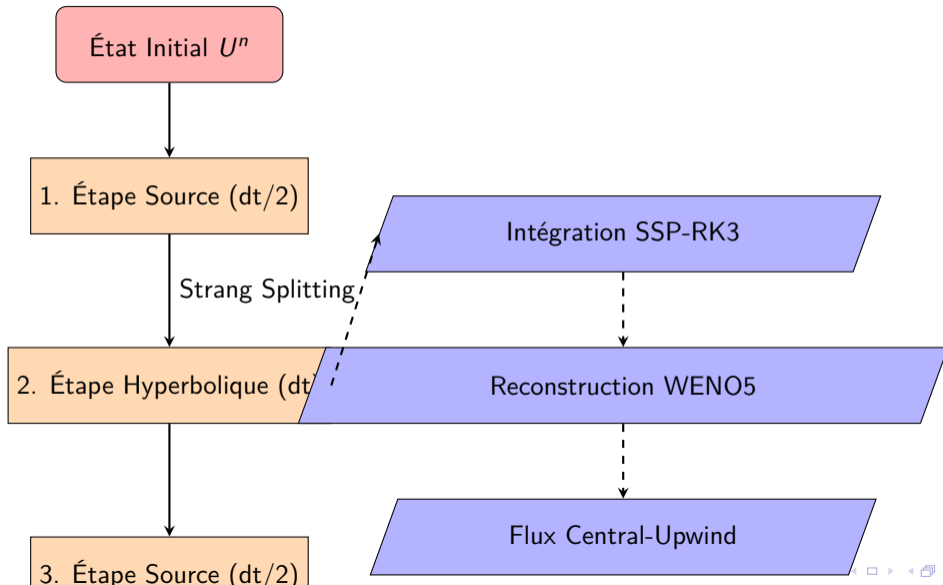 État Initial Uⁿ
1. Étape Source (dt/2)
Intégration SSP-RK3
Strang Splitting
2. Étape Hyperbolique (dt)
Reconstruction WENO5
Flux Central-Upwind
3. Étape Source (dt/2)